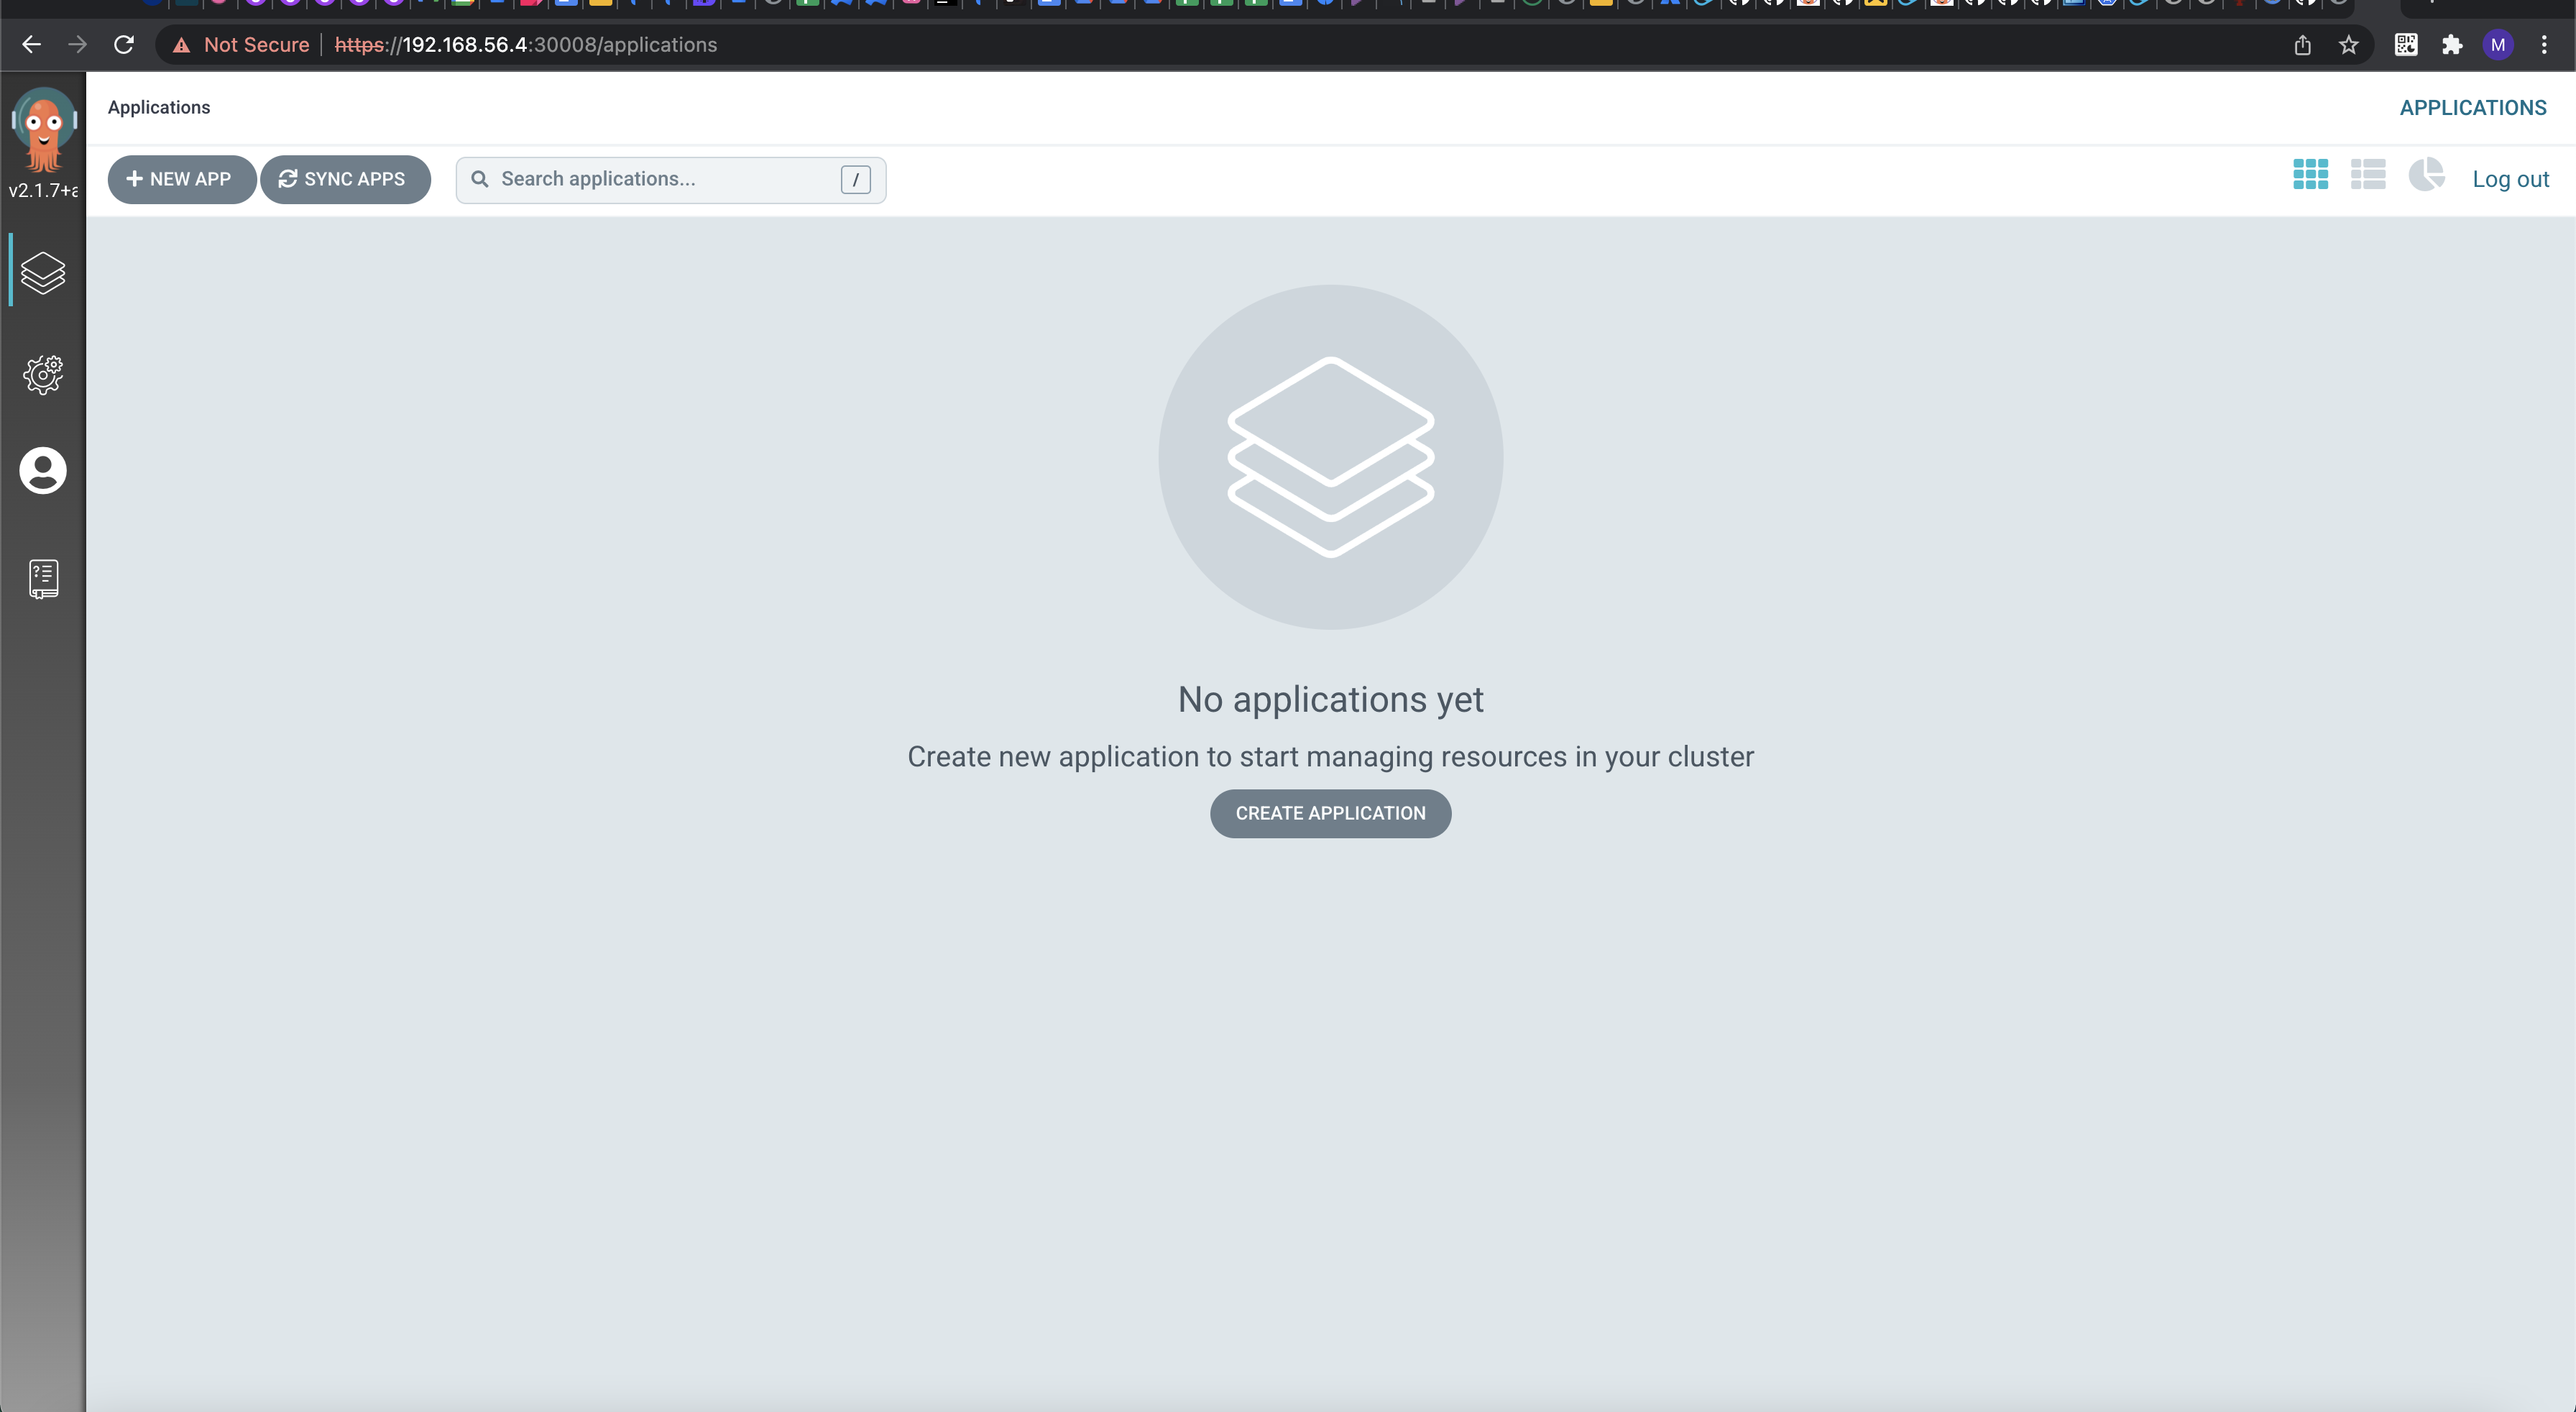 Not Secure | https://192.168.56.4:30008/applications
M
Applications
APPLICATIONS
v2.1.7+a
NEW APP
SYNC APPS
Search applications...
/
Log out
No applications yet
Create new application to start managing resources in your cluster
CREATE APPLICATION